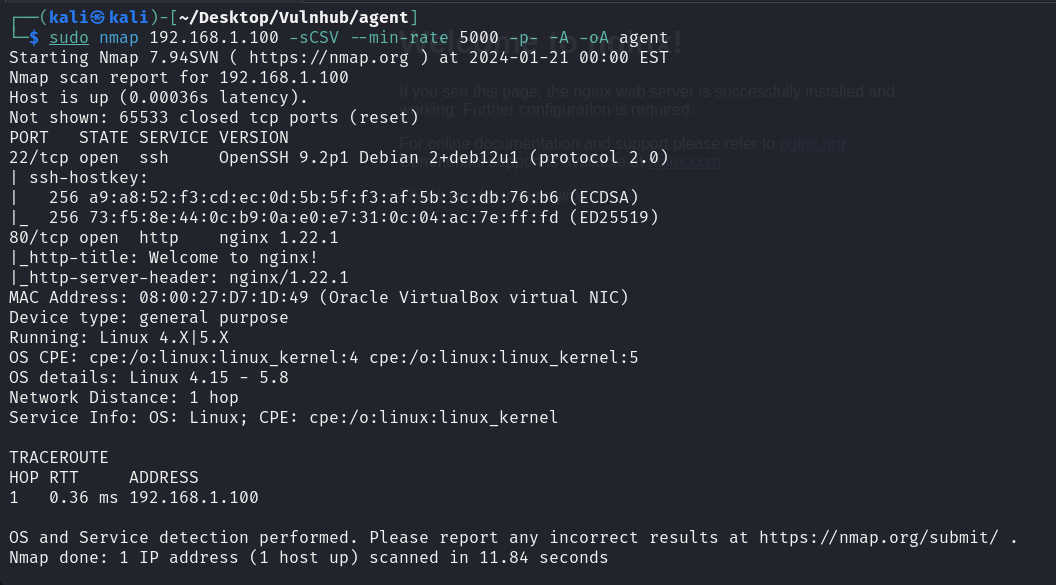 ┌──(kali㉿kali)-[~/Desktop/Vulnhub/agent]
└─$ sudo nmap 192.168.1.100 -sCSV --min-rate 5000 -p- -A -oA agent
Starting Nmap 7.94SVN ( https://nmap.org ) at 2024-01-21 00:00 EST
Nmap scan report for 192.168.1.100
Host is up (0.00036s latency).
Not shown: 65533 closed tcp ports (reset)
PORT   STATE SERVICE VERSION
22/tcp open  ssh     OpenSSH 9.2p1 Debian 2+deb12u1 (protocol 2.0)
| ssh-hostkey:
|   256 a9:a8:52:f3:cd:ec:0d:5b:5f:f3:af:5b:3c:db:76:b6 (ECDSA)
|_  256 73:f5:8e:44:0c:b9:0a:e0:e7:31:0c:04:ac:7e:ff:fd (ED25519)
80/tcp open  http    nginx 1.22.1
|_http-title: Welcome to nginx!
|_http-server-header: nginx/1.22.1
MAC Address: 08:00:27:D7:1D:49 (Oracle VirtualBox virtual NIC)
Device type: general purpose
Running: Linux 4.X|5.X
OS CPE: cpe:/o:linux:linux_kernel:4 cpe:/o:linux:linux_kernel:5
OS details: Linux 4.15 - 5.8
Network Distance: 1 hop
Service Info: OS: Linux; CPE: cpe:/o:linux:linux_kernel
TRACEROUTE
HOP RTT     ADDRESS
1   0.36 ms 192.168.1.100
OS and Service detection performed. Please report any incorrect results at https://nmap.org/submit/ .
Nmap done: 1 IP address (1 host up) scanned in 11.84 seconds
If you see this page, the nginx web server is successfully installed and
working. Further configuration is required.
For online documentation and support please refer to nginx.org.